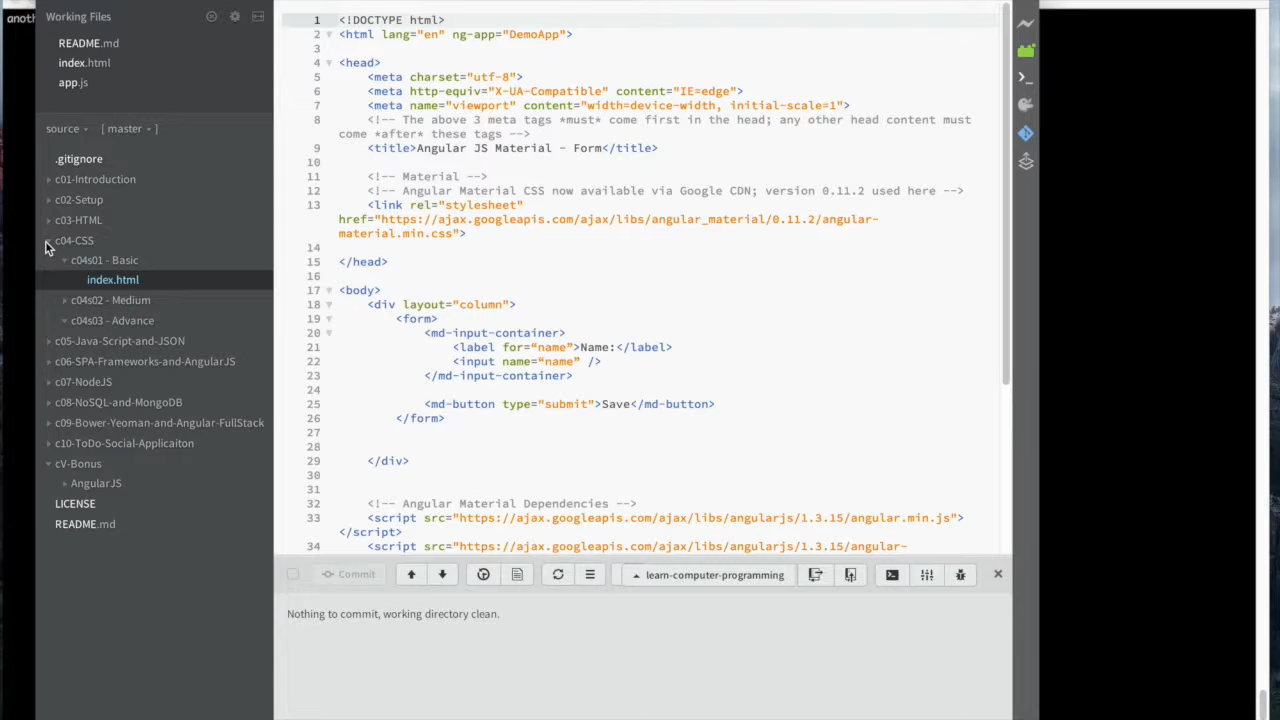 Working Files
README.md
index.html
app.js
source
[ master ]
.gitignore
c01-Introduction
c02-Setup
c03-HTML
c04-CSS
c04s01 - Basic
index.html
c04s02 - Medium
c04s03 - Advance
c05-Java-Script-and-JSON
c06-SPA-Frameworks-and-AngularJS
c07-NodeJS
c08-NoSQL-and-MongoDB
c09-Bower-Yeoman-and-Angular-FullStack
c10-ToDo-Social-Applicaiton
cV-Bonus
AngularJS
LICENSE
README.md
1 <!DOCTYPE html>
2 <html lang="en" ng-app="DemoApp">
3
4 <head>
5 <meta charset="utf-8">
6 <meta http-equiv="X-UA-Compatible" content="IE=edge">
7 <meta name="viewport" content="width=device-width, initial-scale=1">
8 <!-- The above 3 meta tags *must* come first in the head; any other head content must
come *after* these tags -->
9 <title>Angular JS Material - Form</title>
10
11 <!-- Material -->
12 <!-- Angular Material CSS now available via Google CDN; version 0.11.2 used here -->
13 <link rel="stylesheet"
href="https://ajax.googleapis.com/ajax/libs/angular_material/0.11.2/angular-
material.min.css">
14
15 </head>
16
17 <body>
18 <div layout="column">
19 <form>
20 <md-input-container>
21 <label for=“name”>Name:</label>
22 <input name=“name” />
23 </md-input-container>
24
25 <md-button type="submit">Save</md-button>
26 </form>
27
28
29 </div>
30
31
32 <!-- Angular Material Dependencies -->
33 <script src="https://ajax.googleapis.com/ajax/libs/angularjs/1.3.15/angular.min.js">
</script>
34 <script src="https://ajax.googleapis.com/ajax/libs/angularjs/1.3.15/angular-
Commit
learn-computer-programming
Nothing to commit, working directory clean.